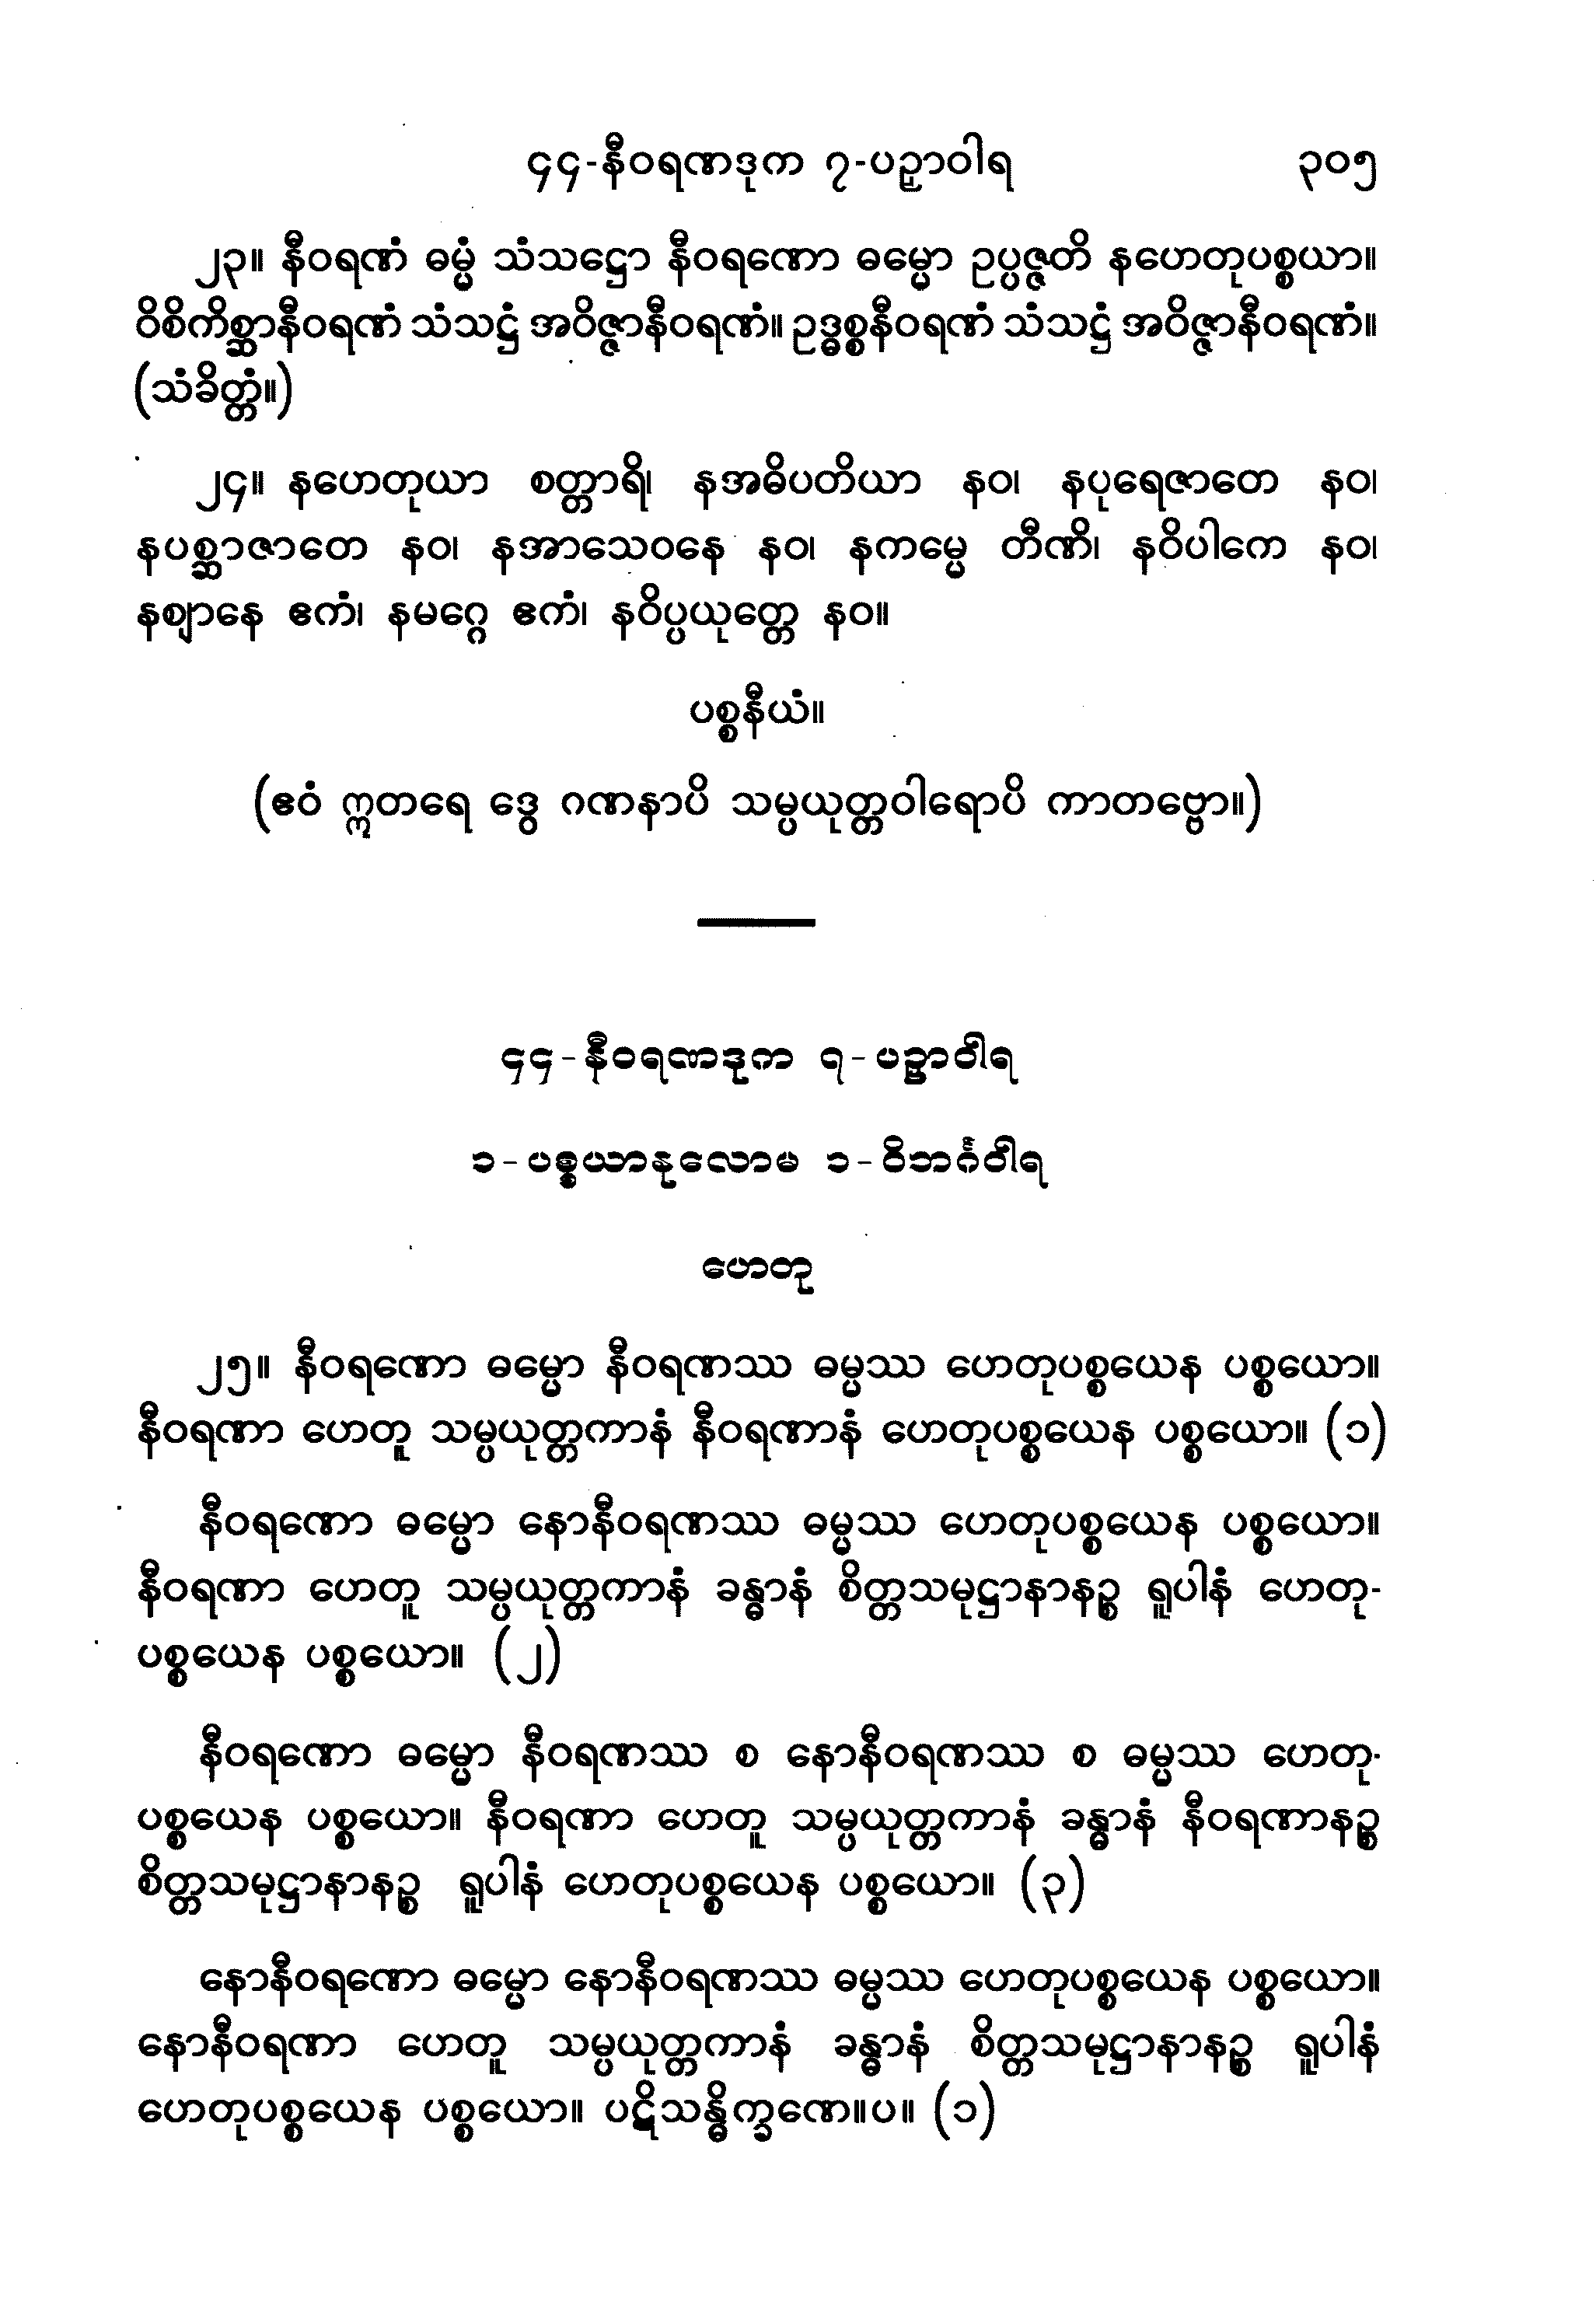 ၄၄-နီဝရဏဒုက ၇-ပဉှာဝါရ ၃၀၅
၂၃။ နီဝရဏံ ဓမ္မံ သံသဋ္ဌော နီဝရဏော ဓမ္မော ဥပ္ပဇ္ဇတိ နဟေတုပစ္စယာ။
ဝိစိကိစ္ဆာနီဝရဏံ သံသဋ္ဌံ အဝိဇ္ဇာနီဝရဏံ။ ဥဒ္ဓစ္စနီဝရဏံ သံသဋ္ဌံ အဝိဇ္ဇာနီဝရဏံ။
(သံခိတ္တံ။)
၂၄။ နဟေတုယာ စတ္တာရိ၊ နအဓိပတိယာ နဝ၊ နပုရေဇာတေ နဝ၊
နပစ္ဆာဇာတေ နဝ၊ နအာသေဝနေ နဝ၊ နကမ္မေ တီဏိ၊ နဝိပါကေ နဝ၊
နဈာနေ ဧကံ၊ နမဂ္ဂေ ဧကံ၊ နဝိပ္ပယုတ္တေ နဝ။
ပစ္စနီယံ။
(ဧဝံ ဣတရေ ဒွေ ဂဏနာပိ သမ္ပယုတ္တဝါရောပိ ကာတဗ္ဗော။)
၄၄-နီဝရဏဒုက ၇-ပဉှာဝါရ
၁-ပစ္စယာနုလောမ ၁-ဝိဘင်္ဂဝါရ
ဟေတု
၂၅။ နီဝရဏော ဓမ္မော နီဝရဏဿ ဓမ္မဿ ဟေတုပစ္စယေန ပစ္စယော။
နီဝရဏာ ဟေတူ သမ္ပယုတ္တကာနံ နီဝရဏာနံ ဟေတုပစ္စယေန ပစ္စယော။ (၁)
နီဝရဏော ဓမ္မော နောနီဝရဏဿ ဓမ္မဿ ဟေတုပစ္စယေန ပစ္စယော။
နီဝရဏာ ဟေတူ သမ္ပယုတ္တကာနံ ခန္ဓာနံ စိတ္တသမုဋ္ဌာနာနဉ္စ ရူပါနံ ဟေတု-
ပစ္စယေန ပစ္စယော။ (၂)
နီဝရဏော ဓမ္မော နီဝရဏဿ စ နောနီဝရဏဿ စ ဓမ္မဿ ဟေတု-
ပစ္စယေန ပစ္စယော။ နီဝရဏာ ဟေတူ သမ္ပယုတ္တကာနံ ခန္ဓာနံ နီဝရဏာနဉ္စ
စိတ္တသမုဋ္ဌာနာနဉ္စ ရူပါနံ ဟေတုပစ္စယေန ပစ္စယော။ (၃)
နောနီဝရဏော ဓမ္မော နောနီဝရဏဿ ဓမ္မဿ ဟေတုပစ္စယေန ပစ္စယော။
နောနီဝရဏာ ဟေတူ သမ္ပယုတ္တကာနံ ခန္ဓာနံ စိတ္တသမုဋ္ဌာနာနဉ္စ ရူပါနံ
ဟေတုပစ္စယေန ပစ္စယော။ ပဋိသန္ဓိက္ခဏေ။ပ။ (၁)